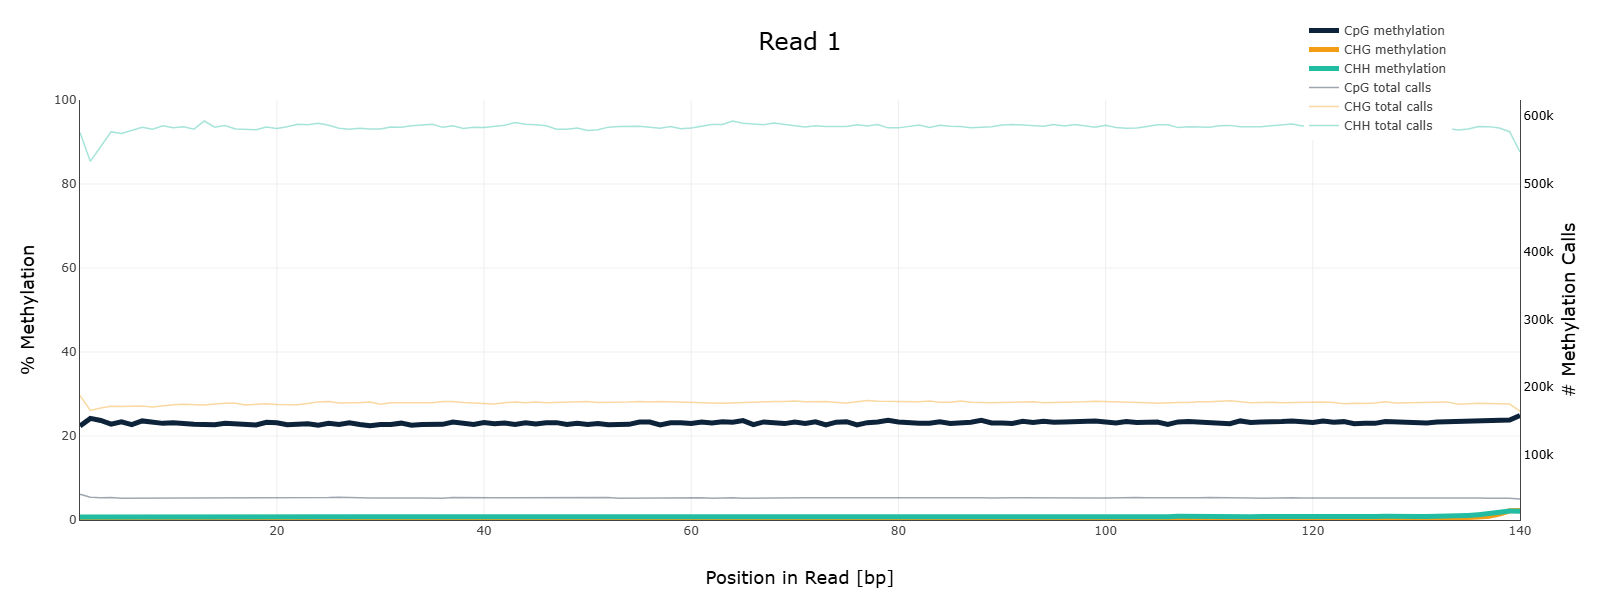 Read 1
CpG methylation
CHG methylation
CHH methylation
CpG total calls
CHG total calls
CHH total calls
100
80
60
40
20
0
% Methylation
600k
500k
400k
300k
200k
100k
# Methylation Calls
20
40
60
80
100
120
140
Position in Read [bp]